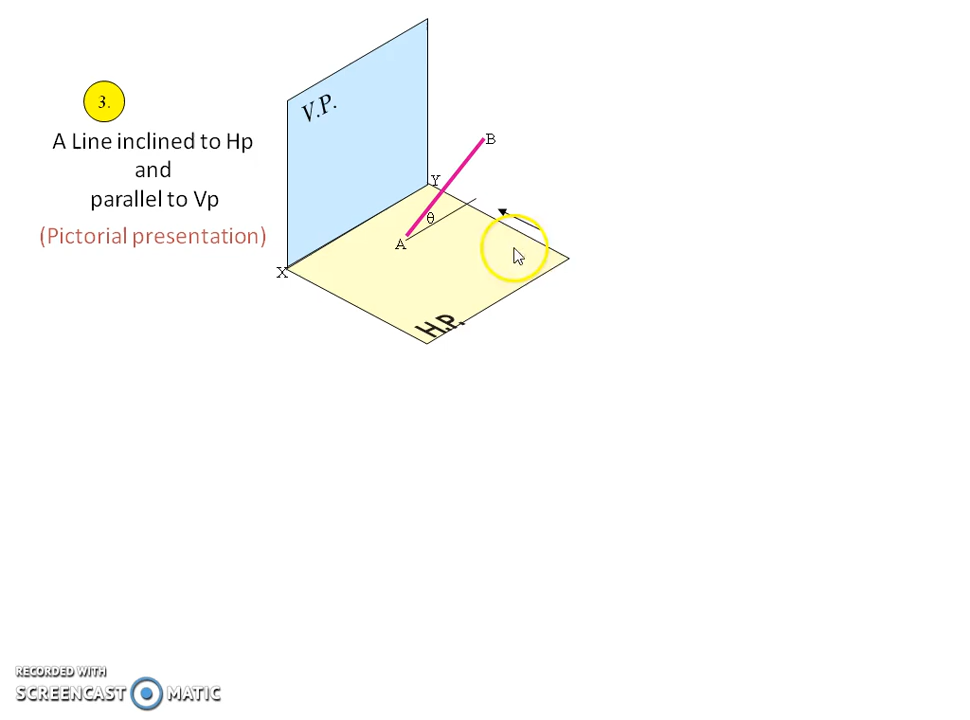 3.
A Line inclined to Hp
and
parallel to Vp
(Pictorial presentation)
V.P.
B
Y
θ
A
X
H.P.
RECORDED WITH
SCREENCAST MATIC